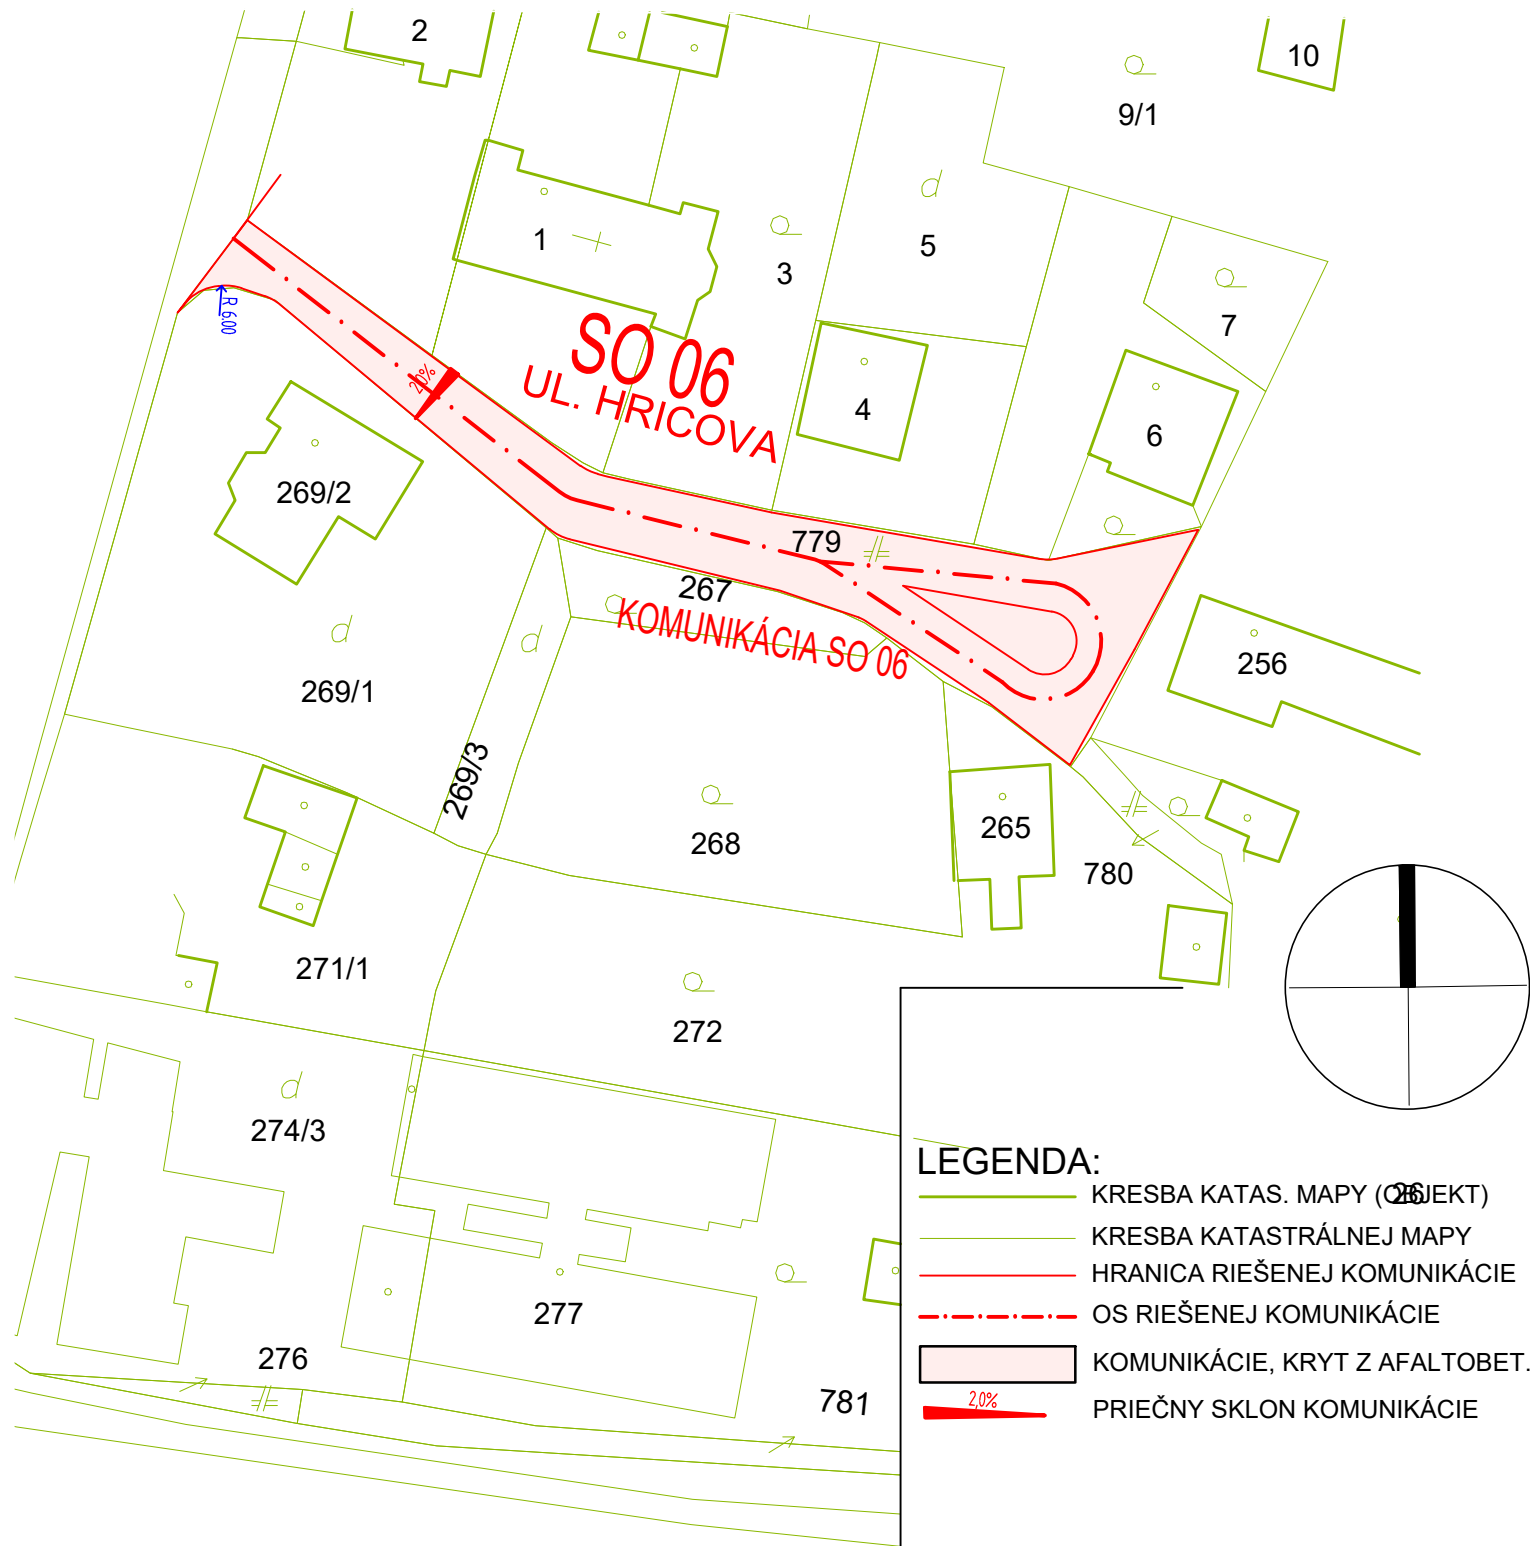 2
10
9/1
1
3
5
7
R 6.00
2,0%
SO 06
UL. HRICOVA
4
6
269/2
779
267
KOMUNIKÁCIA SO 06
256
269/1
269/3
268
265
780
271/1
272
274/3
LEGENDA:
KRESBA KATAS. MAPY (OBJEKT)
26
KRESBA KATASTRÁLNEJ MAPY
HRANICA RIEŠENEJ KOMUNIKÁCIE
OS RIEŠENEJ KOMUNIKÁCIE
277
276
KOMUNIKÁCIE, KRYT Z AFALTOBET.
781
2,0%
PRIEČNY SKLON KOMUNIKÁCIE